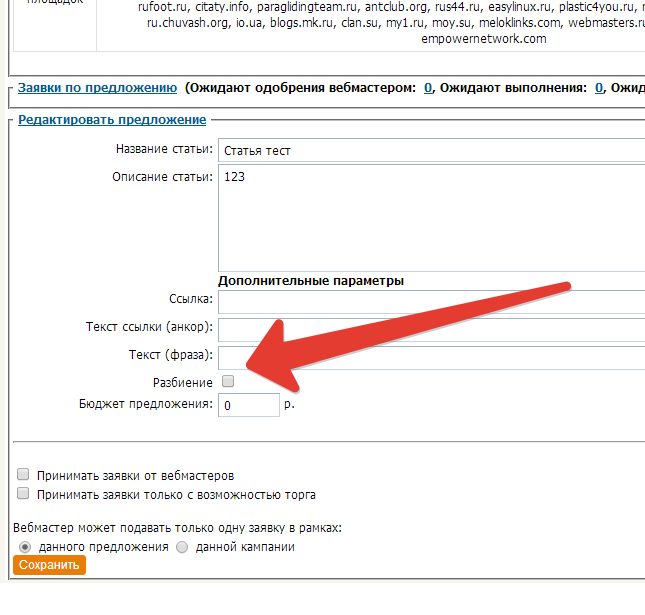 площадок
rufoot.ru, citaty.info, paraglidingteam.ru, antclub.org, rus44.ru, easylinux.ru, plastic4you.ru,
ru.chuvash.org, io.ua, blogs.mk.ru, clan.su, my1.ru, moy.su, meloklinks.com, webmasters.ru
empowernetwork.com
Заявки по предложению (Ожидают одобрения вебмастером: 0, Ожидают выполнения: 0, Ожид
Редактировать предложение
Название статьи: Статья тест
Описание статьи: 123
Дополнительные параметры
Ссылка:
Текст ссылки (анкор):
Текст (фраза):
Разбиение
Бюджет предложения: 0 р.
Принимать заявки от вебмастеров
Принимать заявки только с возможностью торга
Вебмастер может подавать только одну заявку в рамках:
данного предложения данной кампании
Сохранить